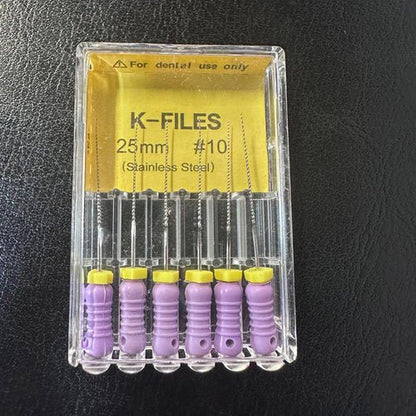 ⚠ For dental use only
K-FILES
25mm #10
(Stainless Steel)